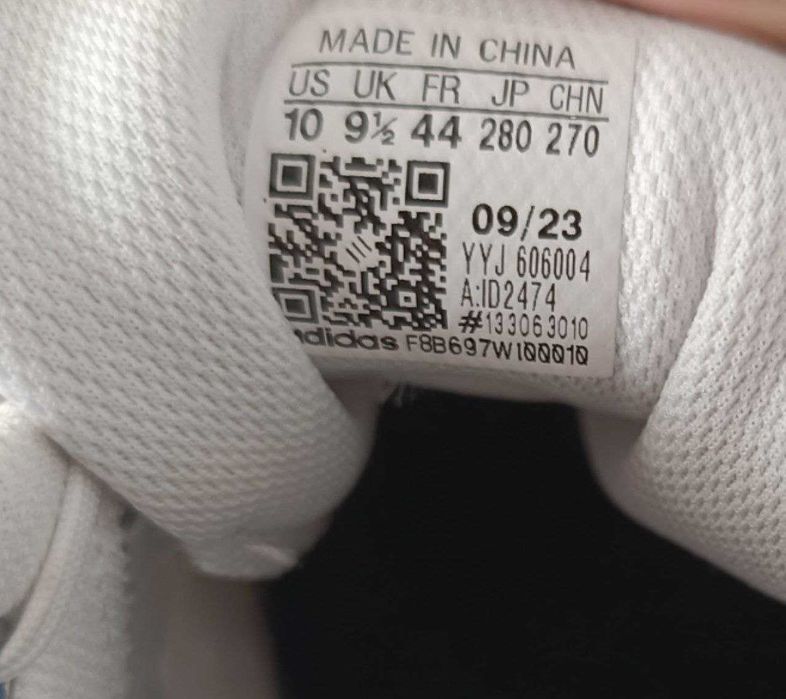 MADE IN CHINA
US UK FR JP CHN
10 9½ 44 280 270
09/23
YYJ 606004
A:ID2474
#133063010
adidas F8B697W100010